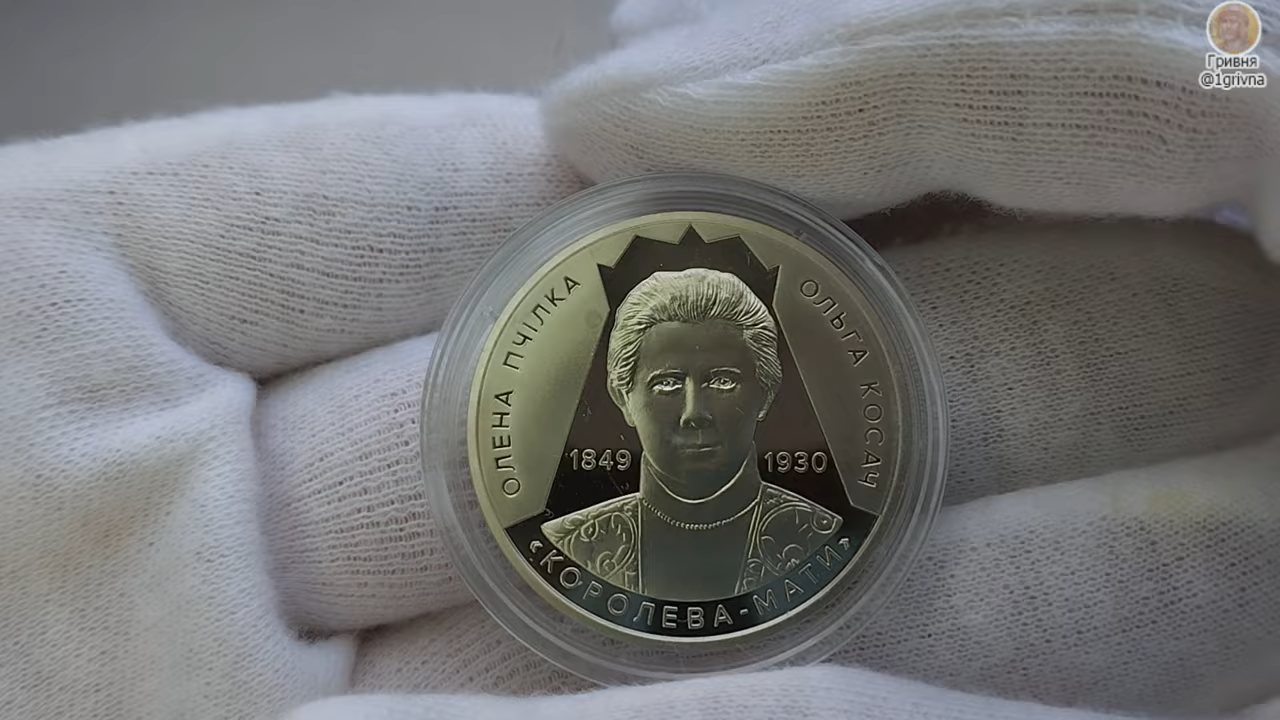 Гривня
@1grivna
ОЛЕНА ПЧІЛКА
ОЛЬГА КОСАЧ
1849
1930
«КОРОЛЕВА-МАТИ»